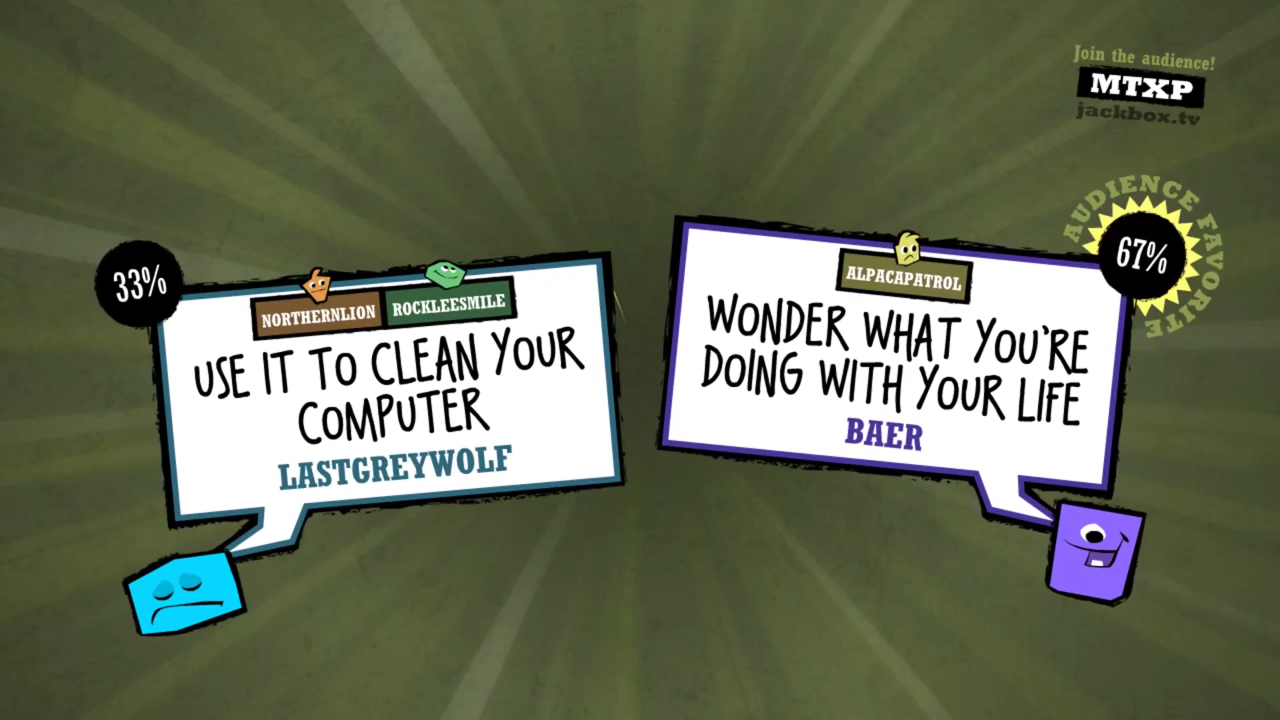 Join the audience!
MTXP
jackbox.tv
AUDIENCE FAVORITE
33%
NORTHERNLION
ROCKLEESMILE
USE IT TO CLEAN YOUR
COMPUTER
LASTGREYWOLF
67%
ALPACAPATROL
WONDER WHAT YOU'RE
DOING WITH YOUR LIFE
BAER